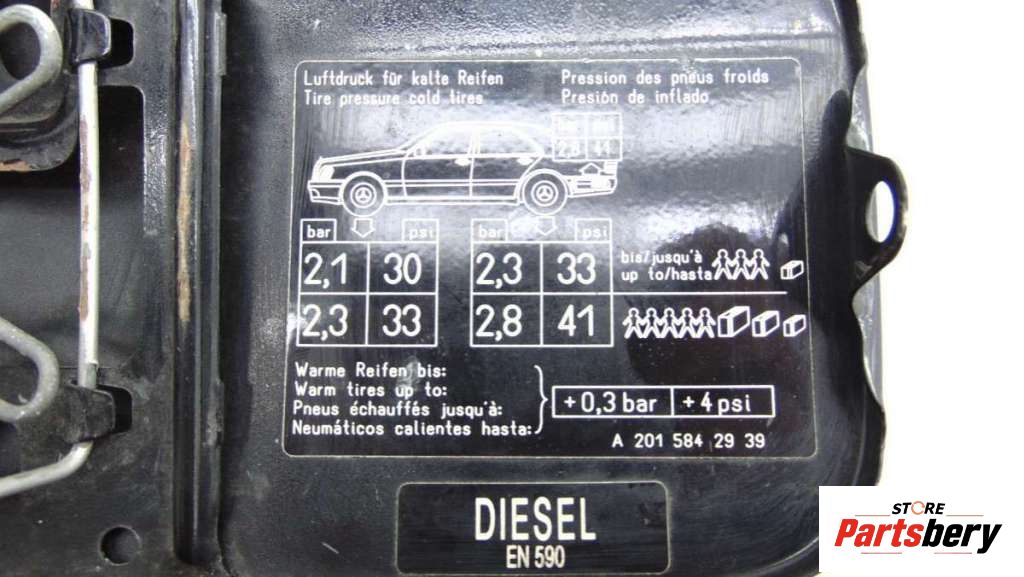 Luftdruck für kalte Reifen
Tire pressure cold tires
Pression des pneus froids
Presión de inflado
2,8 41
bar psi bar psi
2,1 30 2,3 33 bis/jusqu'à
up to/hasta
2,3 33 2,8 41
Warme Reifen bis:
Warm tires up to:
Pneus échauffés jusqu'à:
Neumáticos calientes hasta:
+0,3 bar +4 psi
A 201 584 29 39
DIESEL
EN 590
STORE
Partsbery